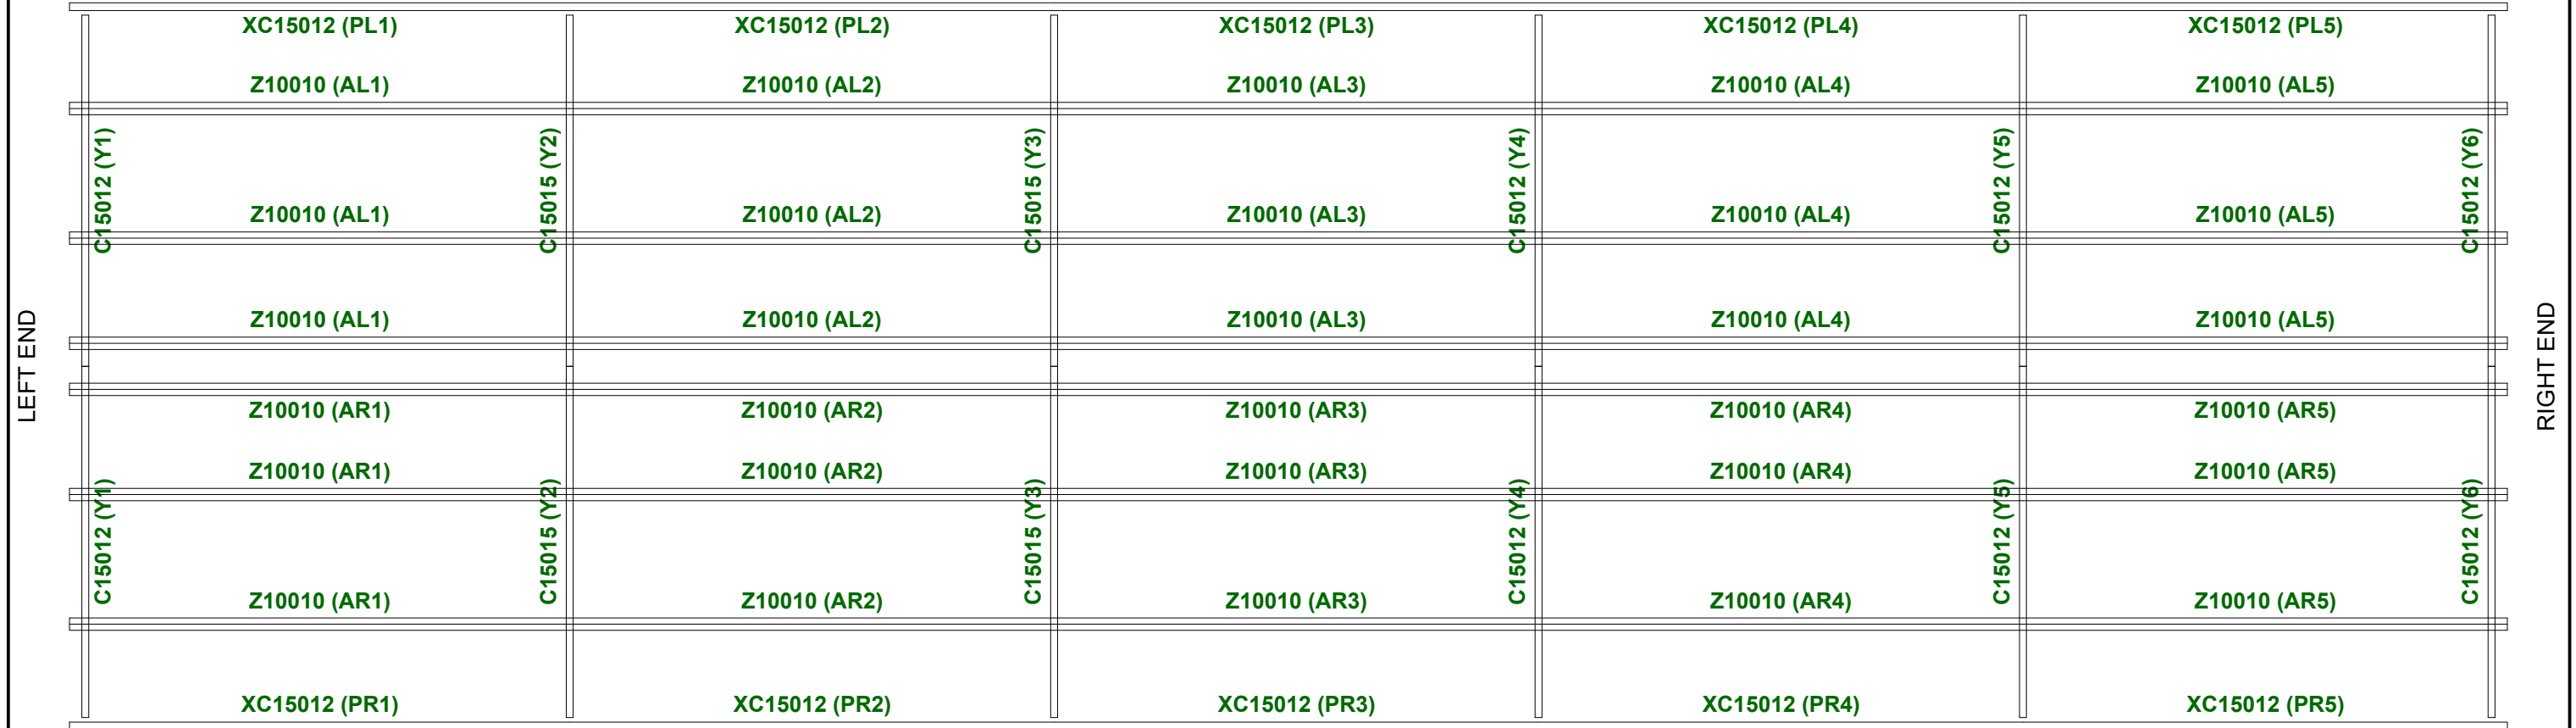 XC15012 (PL1) XC15012 (PL2) XC15012 (PL3) XC15012 (PL4) XC15012 (PL5)
Z10010 (AL1) Z10010 (AL2) Z10010 (AL3) Z10010 (AL4) Z10010 (AL5)
C15012 (Y1) C15015 (Y2) C15015 (Y3) C15012 (Y4) C15012 (Y5) C15012 (Y6)
Z10010 (AL1) Z10010 (AL2) Z10010 (AL3) Z10010 (AL4) Z10010 (AL5)
LEFT END
Z10010 (AL1) Z10010 (AL2) Z10010 (AL3) Z10010 (AL4) Z10010 (AL5)
RIGHT END
Z10010 (AR1) Z10010 (AR2) Z10010 (AR3) Z10010 (AR4) Z10010 (AR5)
Z10010 (AR1) Z10010 (AR2) Z10010 (AR3) Z10010 (AR4) Z10010 (AR5)
C15012 (Y1) C15015 (Y2) C15015 (Y3) C15012 (Y4) C15012 (Y5) C15012 (Y6)
Z10010 (AR1) Z10010 (AR2) Z10010 (AR3) Z10010 (AR4) Z10010 (AR5)
XC15012 (PR1) XC15012 (PR2) XC15012 (PR3) XC15012 (PR4) XC15012 (PR5)